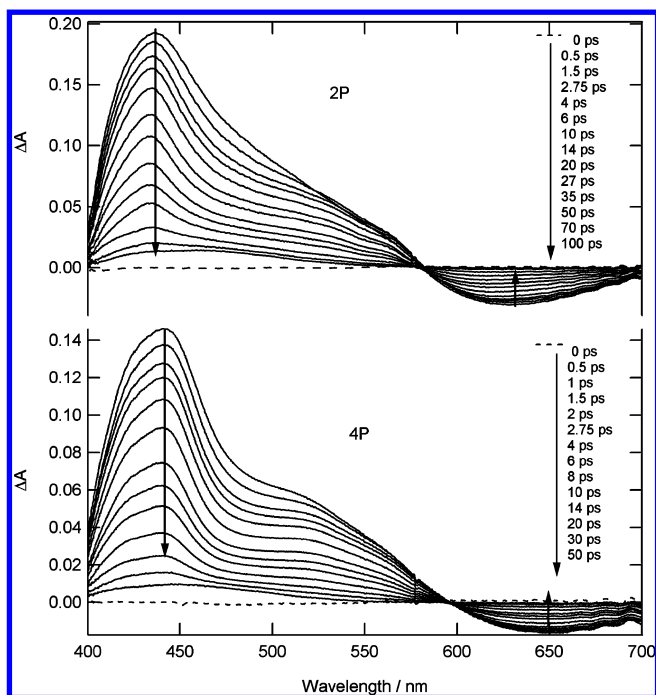 0.20
0.15
0.10
0.05
0.00
ΔA
2P
0 ps
0.5 ps
1.5 ps
2.75 ps
4 ps
6 ps
10 ps
14 ps
20 ps
27 ps
35 ps
50 ps
70 ps
100 ps
0.14
0.12
0.10
0.08
0.06
0.04
0.02
0.00
ΔA
4P
0 ps
0.5 ps
1 ps
1.5 ps
2 ps
2.75 ps
4 ps
6 ps
8 ps
10 ps
14 ps
20 ps
30 ps
50 ps
400 450 500 550 600 650 700
Wavelength / nm